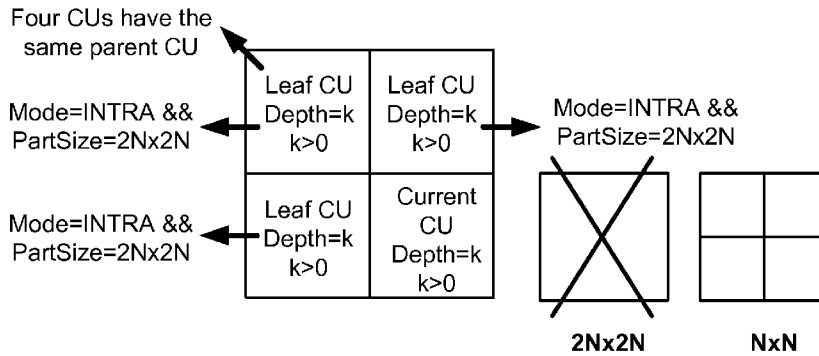 Four CUs have the
same parent CU
Mode=INTRA &&
PartSize=2Nx2N
Leaf CU
Depth=k
k>0
Leaf CU
Depth=k
k>0
Mode=INTRA &&
PartSize=2Nx2N
Mode=INTRA &&
PartSize=2Nx2N
Leaf CU
Depth=k
k>0
Current
CU
Depth=k
k>0
2Nx2N
NxN